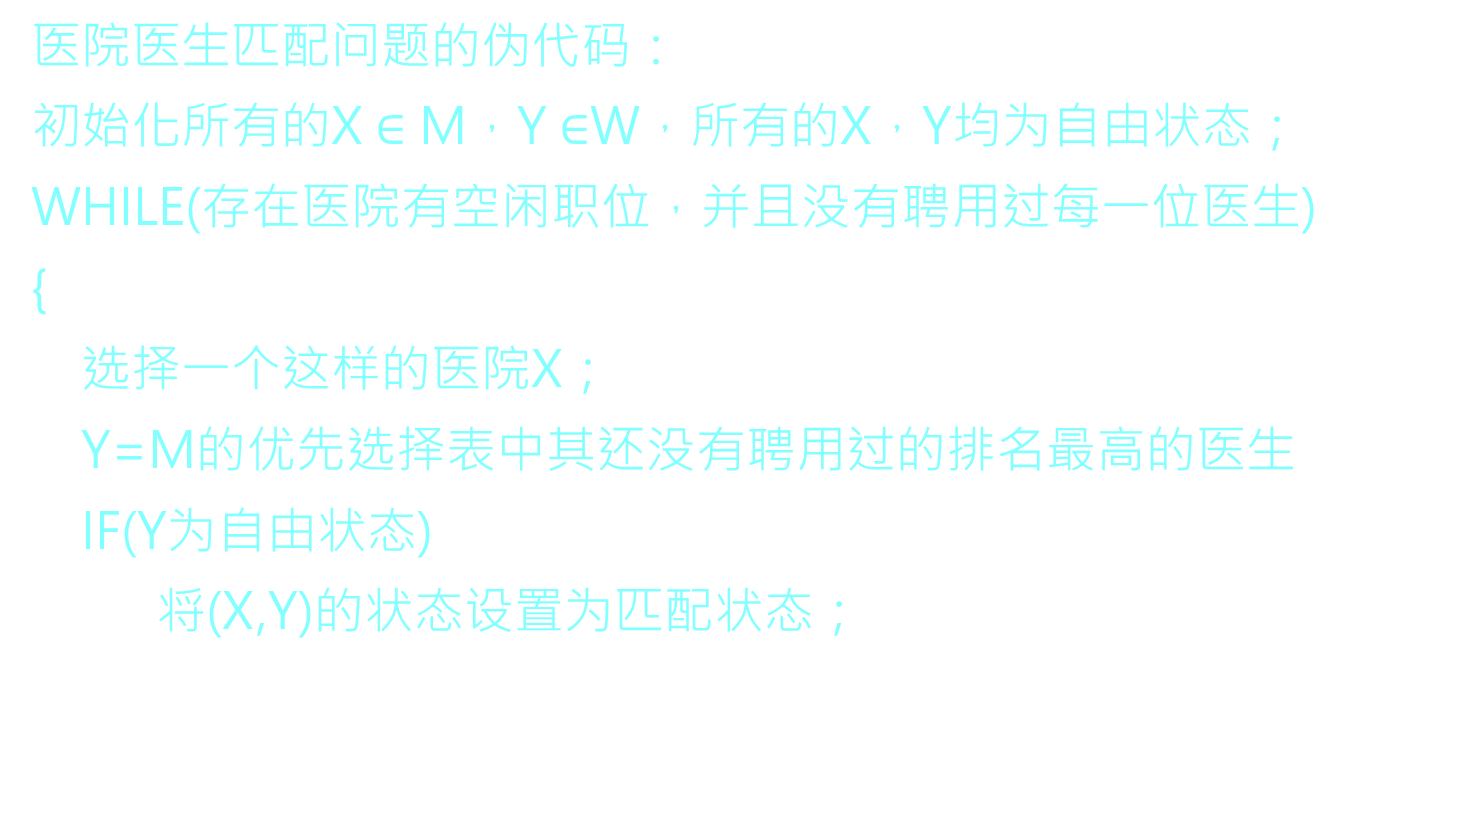 医院医生匹配问题的伪代码：
初始化所有的X ∈ M，Y ∈W，所有的X，Y均为自由状态；
WHILE(存在医院有空闲职位，并且没有聘用过每一位医生)
{
选择一个这样的医院X；
Y=M的优先选择表中其还没有聘用过的排名最高的医生
IF(Y为自由状态)
将(X,Y)的状态设置为匹配状态；